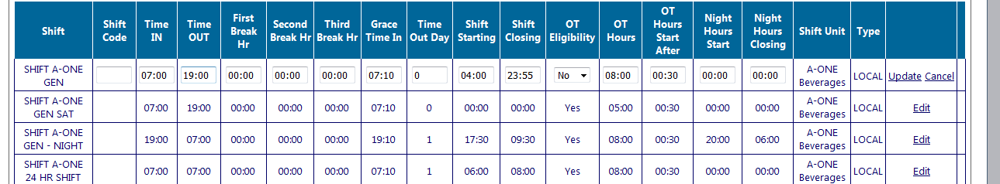 Shift Shift Code Time IN Time OUT First Break Hr Second Break Hr Third Break Hr Grace Time In Time Out Day Shift Starting Shift Closing OT Eligibility OT Hours OT Hours Start After Night Hours Start Night Hours Closing Shift Unit Type
SHIFT A-ONE GEN 07:00 19:00 00:00 00:00 00:00 07:10 0 04:00 23:55 No 08:00 00:30 00:00 00:00 A-ONE Beverages LOCAL Update Cancel
SHIFT A-ONE GEN SAT 07:00 19:00 00:00 00:00 00:00 07:10 0 00:00 00:00 Yes 05:00 00:30 00:00 00:00 A-ONE Beverages LOCAL Edit
SHIFT A-ONE GEN - NIGHT 19:00 07:00 00:00 00:00 00:00 19:10 1 17:30 09:30 Yes 08:00 00:30 20:00 06:00 A-ONE Beverages LOCAL Edit
SHIFT A-ONE 24 HR SHIFT 07:00 07:00 00:00 00:00 00:00 07:10 1 06:00 08:00 Yes 08:00 00:30 00:00 00:00 A-ONE Beverages LOCAL Edit